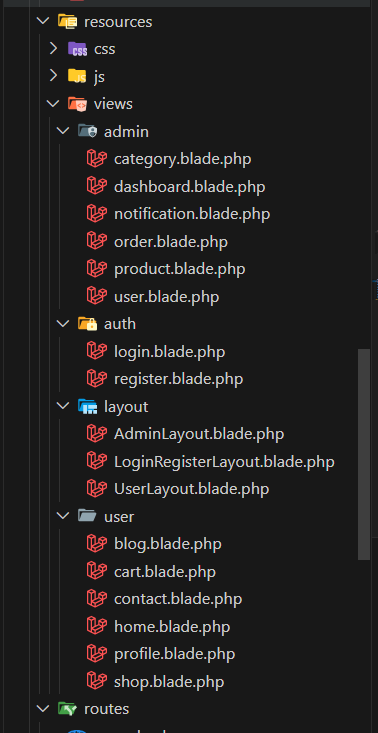 resources
css
js
views
admin
category.blade.php
dashboard.blade.php
notification.blade.php
order.blade.php
product.blade.php
user.blade.php
auth
login.blade.php
register.blade.php
layout
AdminLayout.blade.php
LoginRegisterLayout.blade.php
UserLayout.blade.php
user
blog.blade.php
cart.blade.php
contact.blade.php
home.blade.php
profile.blade.php
shop.blade.php
routes